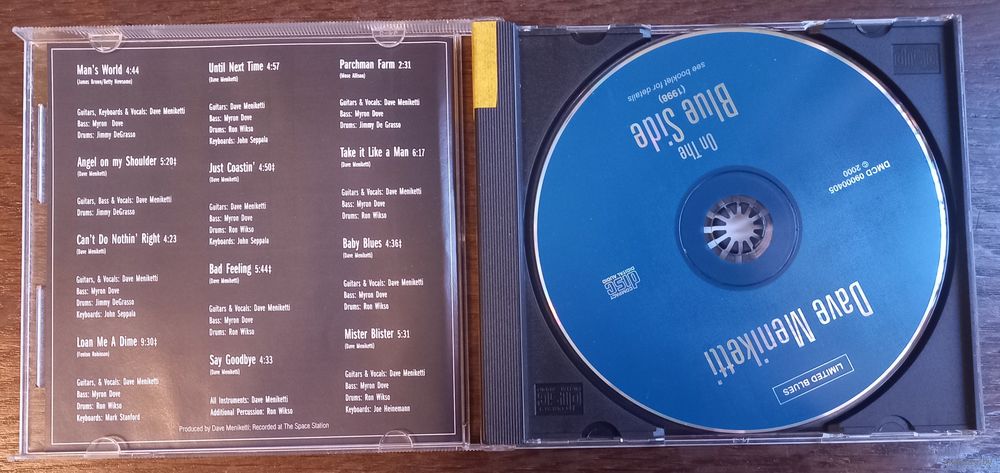 Man's World 4:44
(James Brown/Betty Newsome)
Guitars, Keyboards & Vocals: Dave Meniketti
Bass: Myron Dove
Drums: Jimmy DeGrasso
Angel on my Shoulder 5:20‡
(Dave Meniketti)
Guitars, Bass & Vocals: Dave Meniketti
Drums: Jimmy DeGrasso
Can't Do Nothin' Right 4:23
(Dave Meniketti)
Guitars, & Vocals: Dave Meniketti
Bass: Myron Dove
Drums: Jimmy DeGrasso
Keyboards: John Seppala
Loan Me A Dime 9:30‡
(Fenton Robinson)
Guitars, & Vocals: Dave Meniketti
Bass: Myron Dove
Drums: Ron Wikso
Keyboards: Mark Stanford
Until Next Time 4:57
(Dave Meniketti)
Guitars: Dave Meniketti
Bass: Myron Dove
Drums: Ron Wikso
Keyboards: John Seppala
Just Coastin' 4:50‡
(Dave Meniketti)
Guitars: Dave Meniketti
Bass: Myron Dove
Drums: Ron Wikso
Keyboards: John Seppala
Bad Feeling 5:44‡
(Dave Meniketti)
Guitars & Vocals: Dave Meniketti
Bass: Myron Dove
Drums: Ron Wikso
Say Goodbye 4:33
(Dave Meniketti)
All Instruments: Dave Meniketti
Additional Percussion: Ron Wikso
Parchman Farm 2:31
(Mose Allison)
Guitars & Vocals: Dave Meniketti
Bass: Myron Dove
Drums: Jimmy De Grasso
Take it Like a Man 6:17
(Dave Meniketti)
Guitars & Vocals: Dave Meniketti
Bass: Myron Dove
Drums: Ron Wikso
Baby Blues 4:36‡
(Dave Meniketti)
Guitars & Vocals: Dave Meniketti
Bass: Myron Dove
Drums: Ron Wikso
Mister Blister 5:31
(Dave Meniketti)
Guitars & Vocals: Dave Meniketti
Bass: Myron Dove
Drums: Ron Wikso
Keyboards: Joe Heinemann
Produced by Dave Meniketti; Recorded at The Space Station
LIMITED BLUES
Dave Meniketti
COMPACT
disc
DIGITAL AUDIO
DMCD 09000405
© 2000
On The
Blue Side
(1998)
see booklet for details